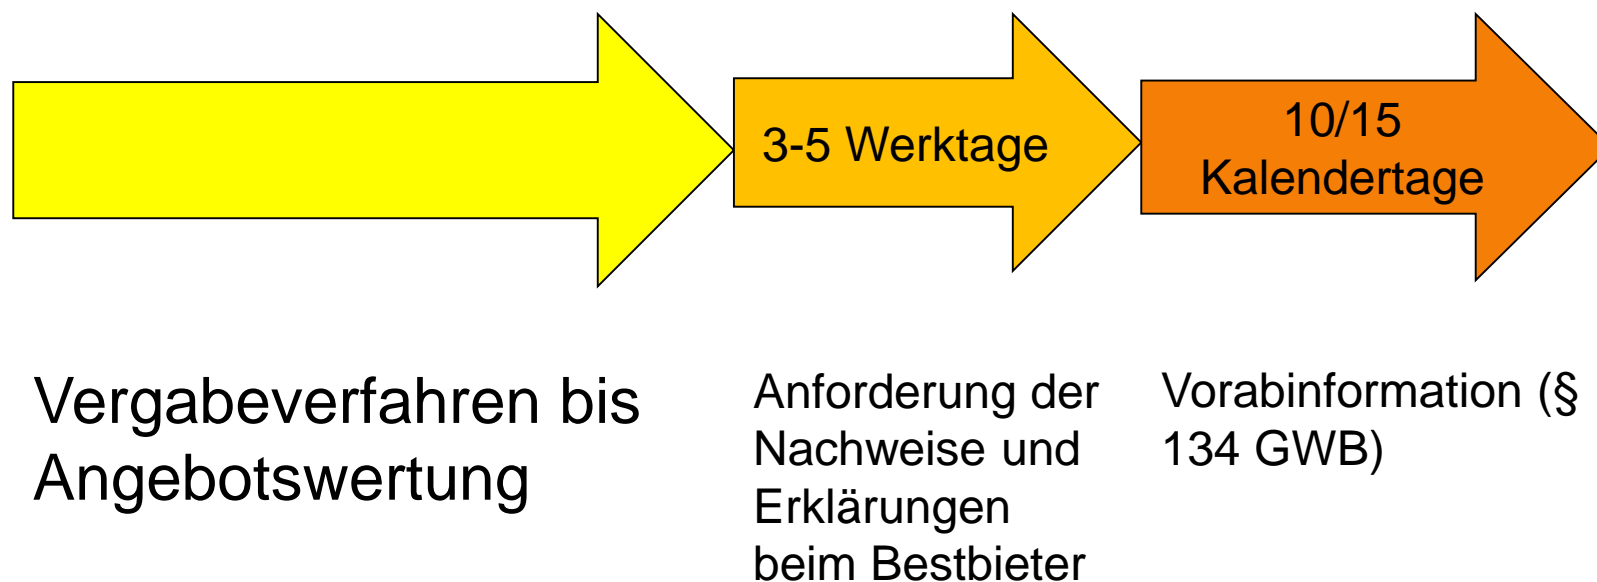 3-5 Werktage
10/15
Kalendertage
Vergabeverfahren bis
Angebotswertung
Anforderung der
Nachweise und
Erklärungen
beim Bestbieter
Vorabinformation (§
134 GWB)